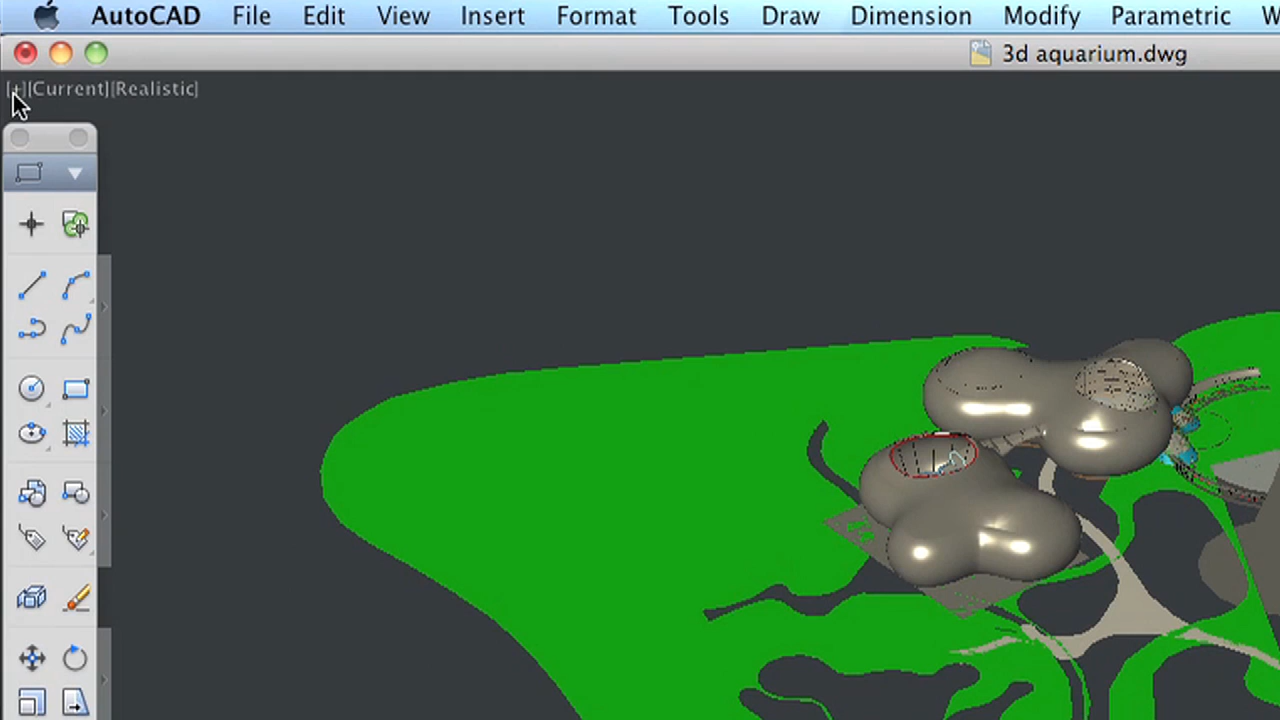 AutoCAD File Edit View Insert Format Tools Draw Dimension Modify Parametric W
3d aquarium.dwg
[+][Current][Realistic]